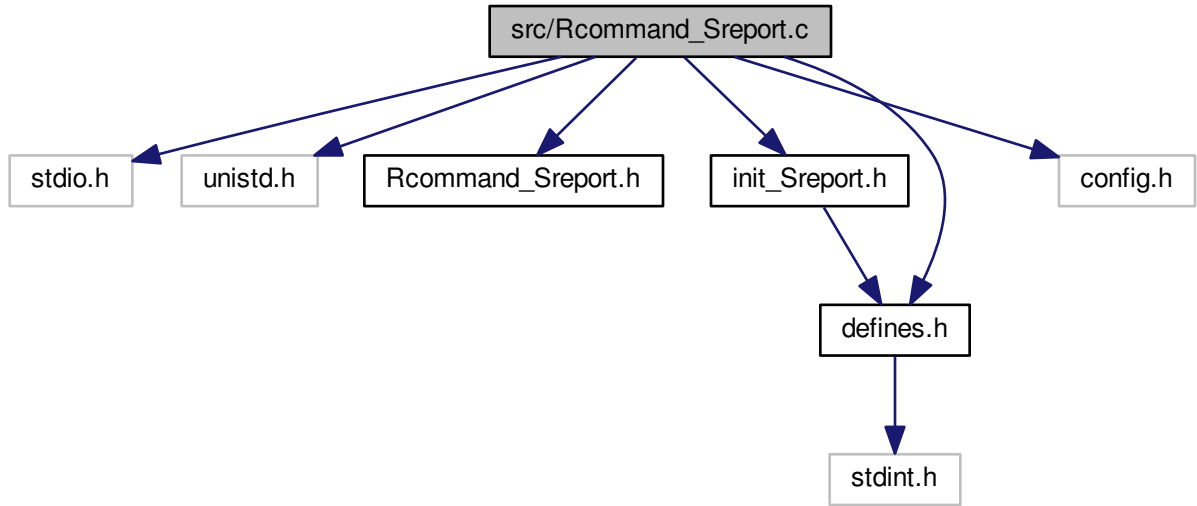 src/Rcommand_Sreport.c
stdio.h
unistd.h
Rcommand_Sreport.h
init_Sreport.h
config.h
defines.h
stdint.h